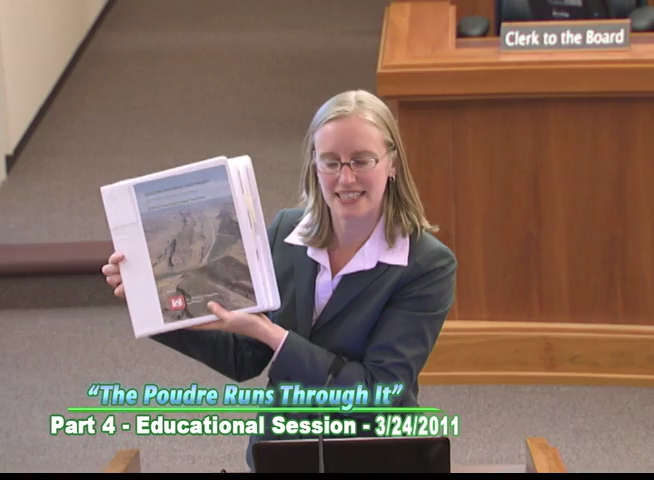 Clerk to the Board
"The Poudre Runs Through It"
Part 4 - Educational Session - 3/24/2011